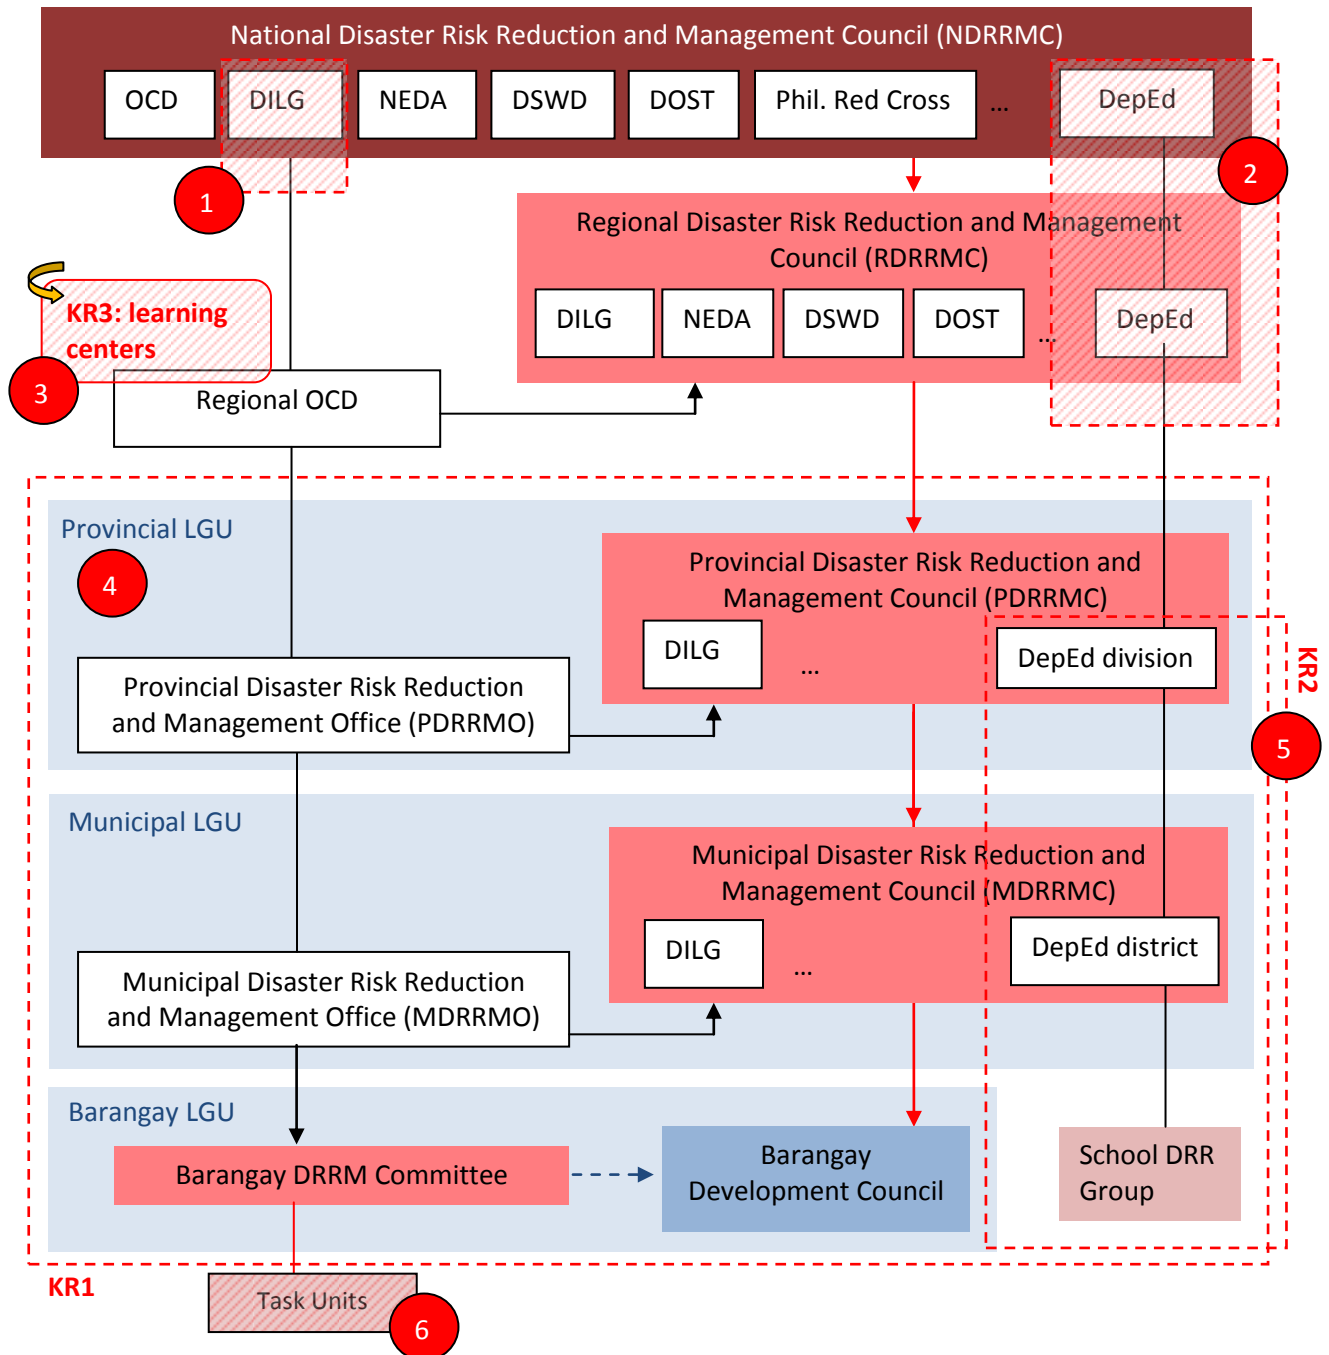 National Disaster Risk Reduction and Management Council (NDRRMC)
OCD
DILG
NEDA
DSWD
DOST
Phil. Red Cross
...
DepEd
1
2
Regional Disaster Risk Reduction and Management
Council (RDRRMC)
DILG
NEDA
DSWD
DOST
...
DepEd
KR3: learning
centers
3
Regional OCD
Provincial LGU
4
Provincial Disaster Risk Reduction and
Management Council (PDRRMC)
DILG
...
DepEd division
KR2
Provincial Disaster Risk Reduction
and Management Office (PDRRMO)
5
Municipal LGU
Municipal Disaster Risk Reduction and
Management Council (MDRRMC)
DILG
...
DepEd district
Municipal Disaster Risk Reduction
and Management Office (MDRRMO)
Barangay LGU
Barangay DRRM Committee
Barangay
Development Council
School DRR
Group
KR1
Task Units
6